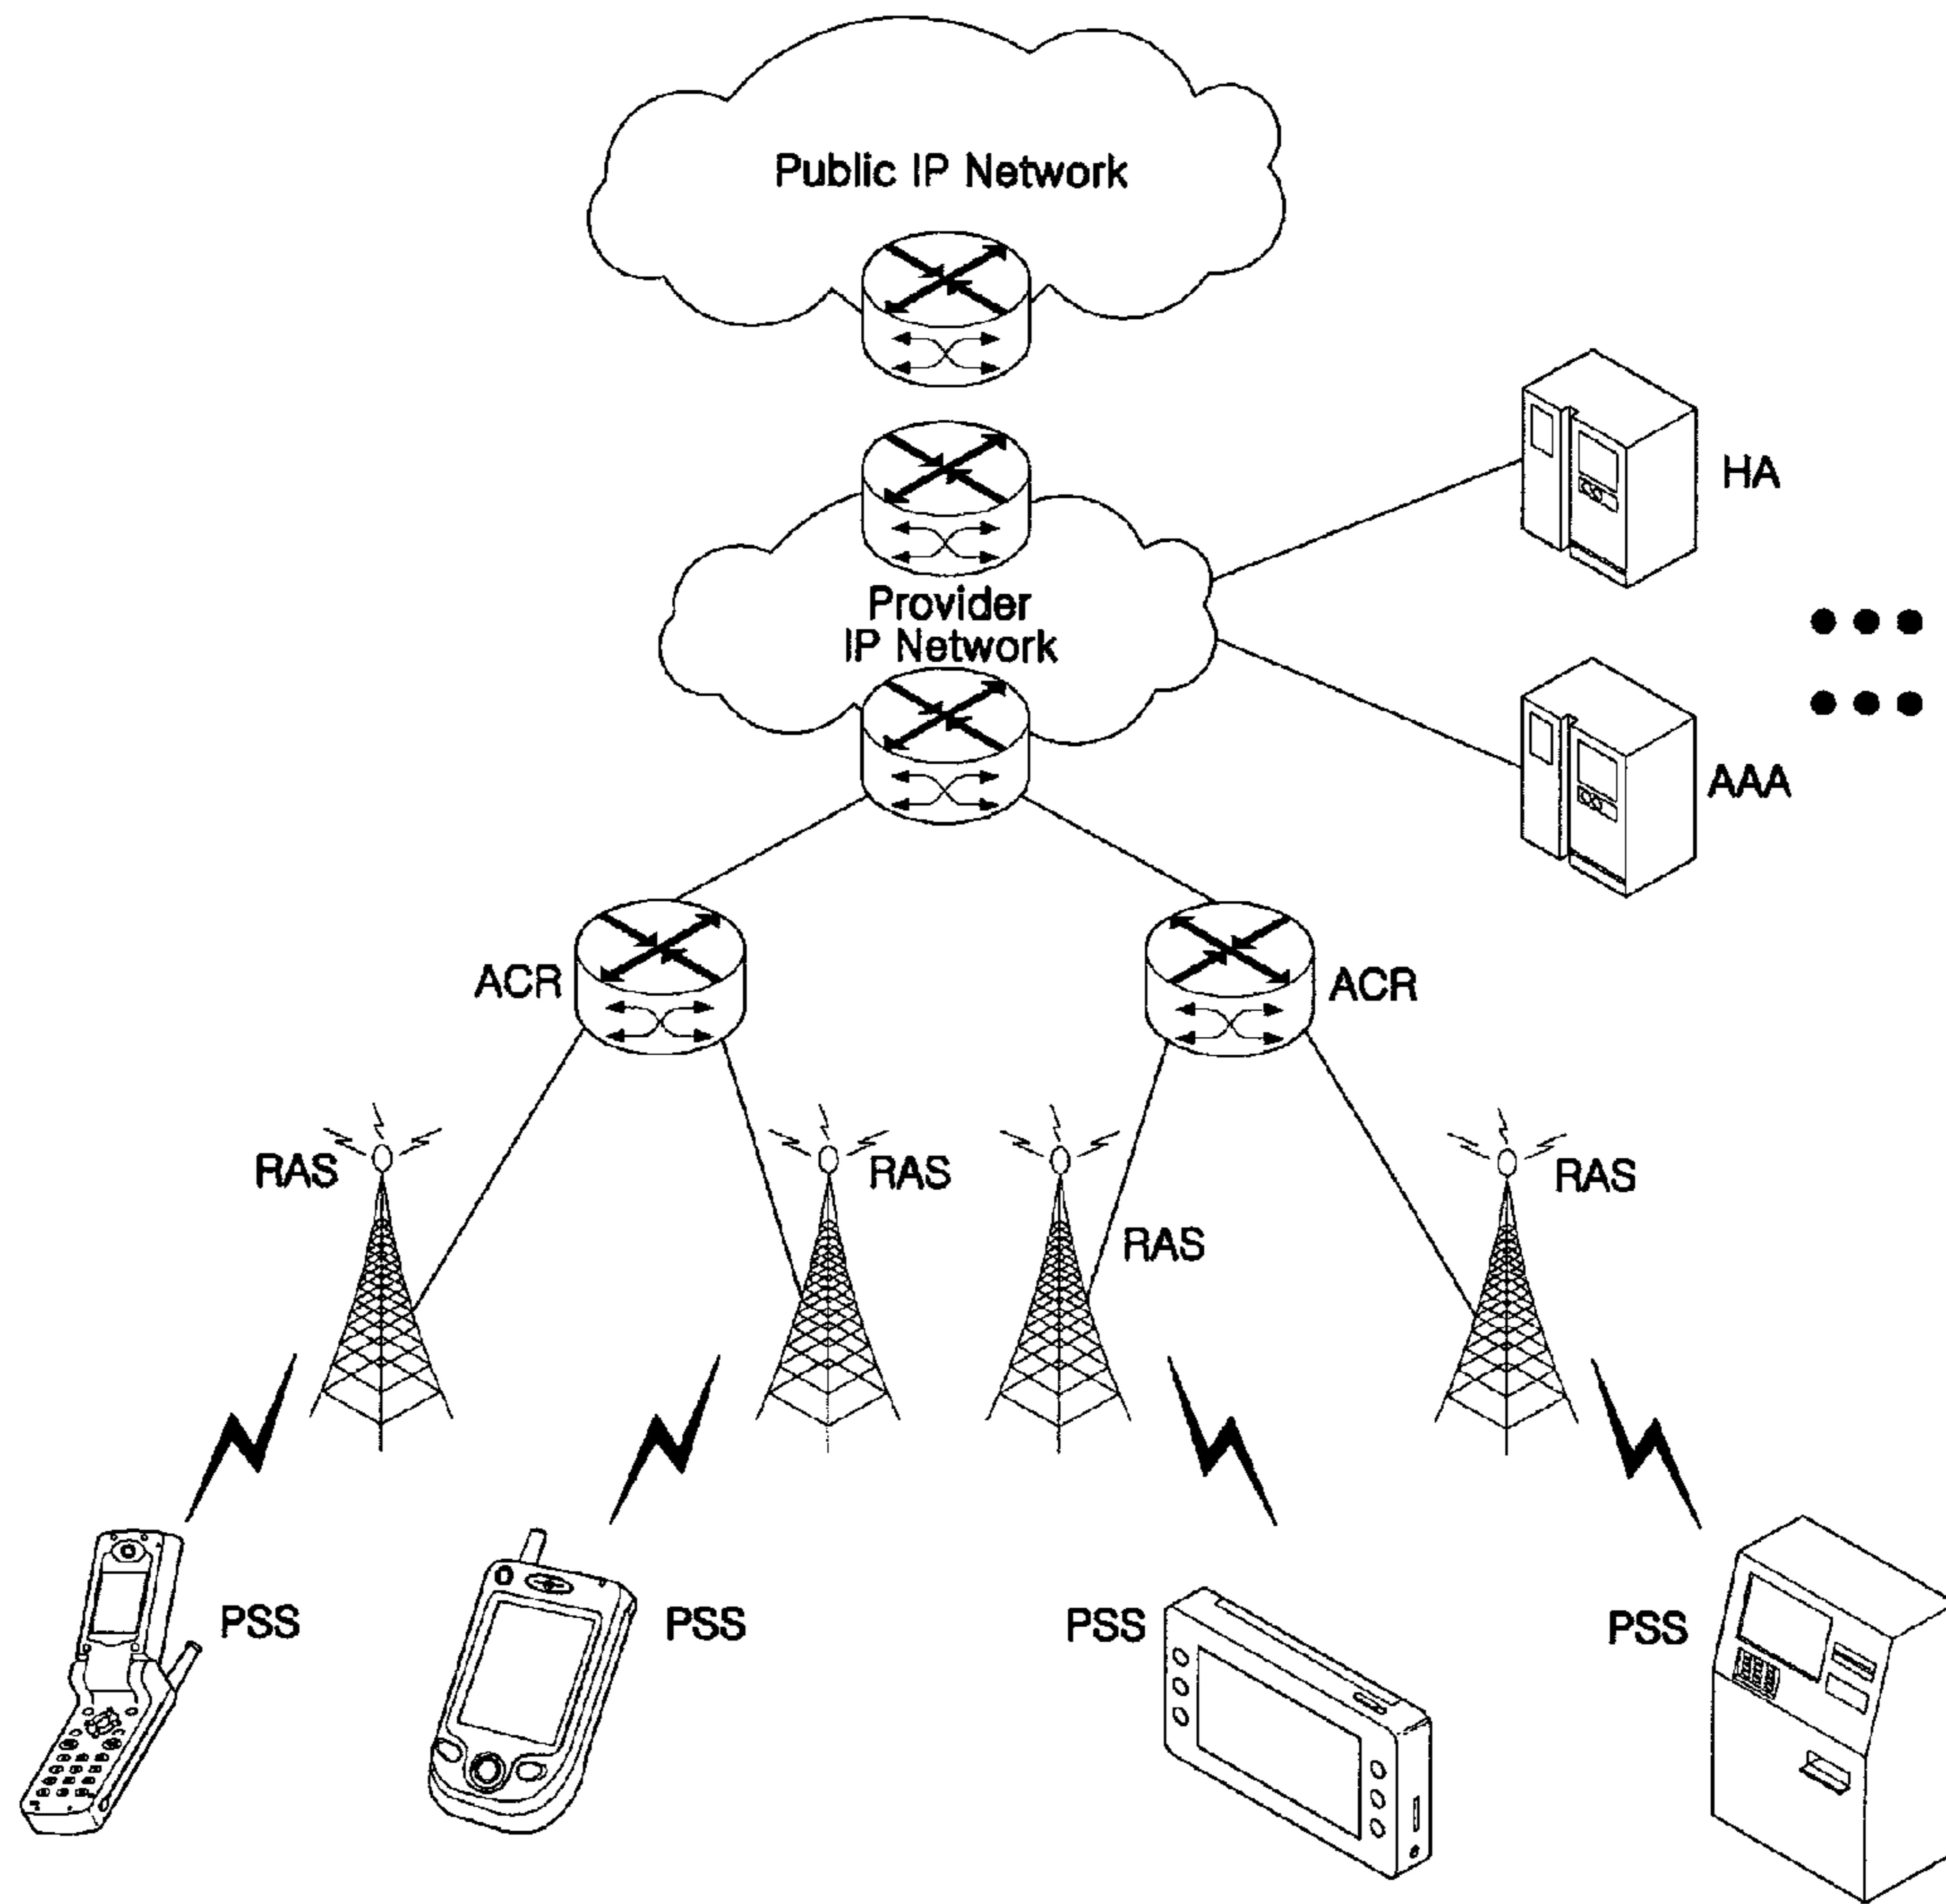 Public IP Network
HA
Provider
IP Network
AAA
ACR
ACR
RAS
RAS
RAS
RAS
PSS
PSS
PSS
PSS